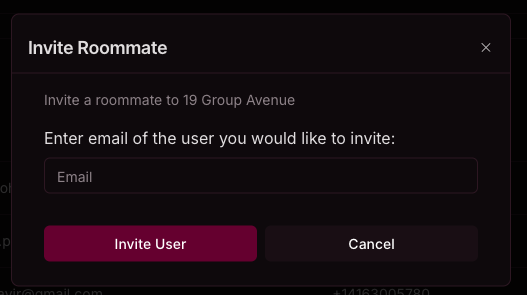 Invite Roommate
Invite a roommate to 19 Group Avenue
Enter email of the user you would like to invite:
Email
Invite User
Cancel
+14163005780